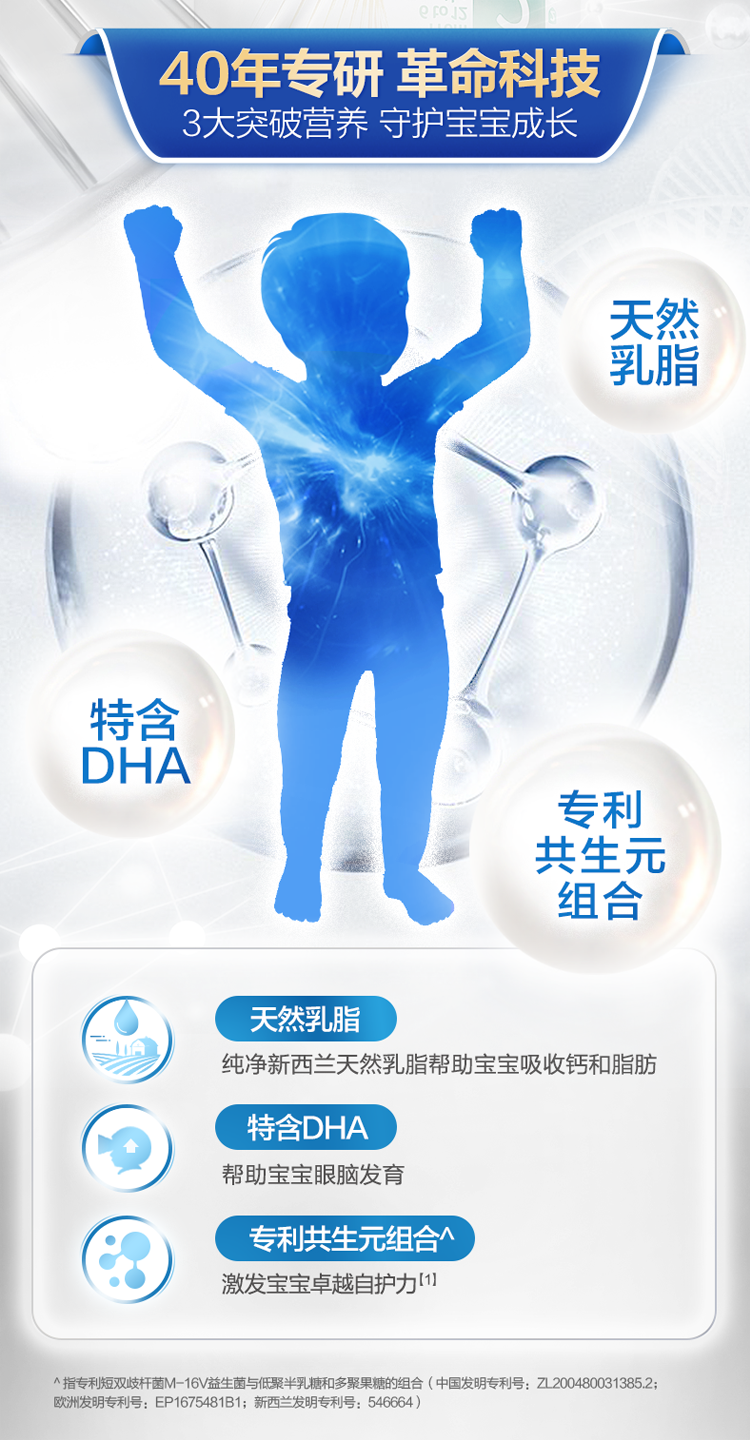 6 to 12
From
40年专研 革命科技
3大突破营养 守护宝宝成长
天然
乳脂
特含
DHA
专利
共生元
组合
天然乳脂
纯净新西兰天然乳脂帮助宝宝吸收钙和脂肪
特含DHA
帮助宝宝眼脑发育
专利共生元组合^
激发宝宝卓越自护力[1]
^ 指专利短双歧杆菌M-16V益生菌与低聚半乳糖和多聚果糖的组合（中国发明专利号：ZL200480031385.2；
欧洲发明专利号：EP1675481B1；新西兰发明专利号：546664）